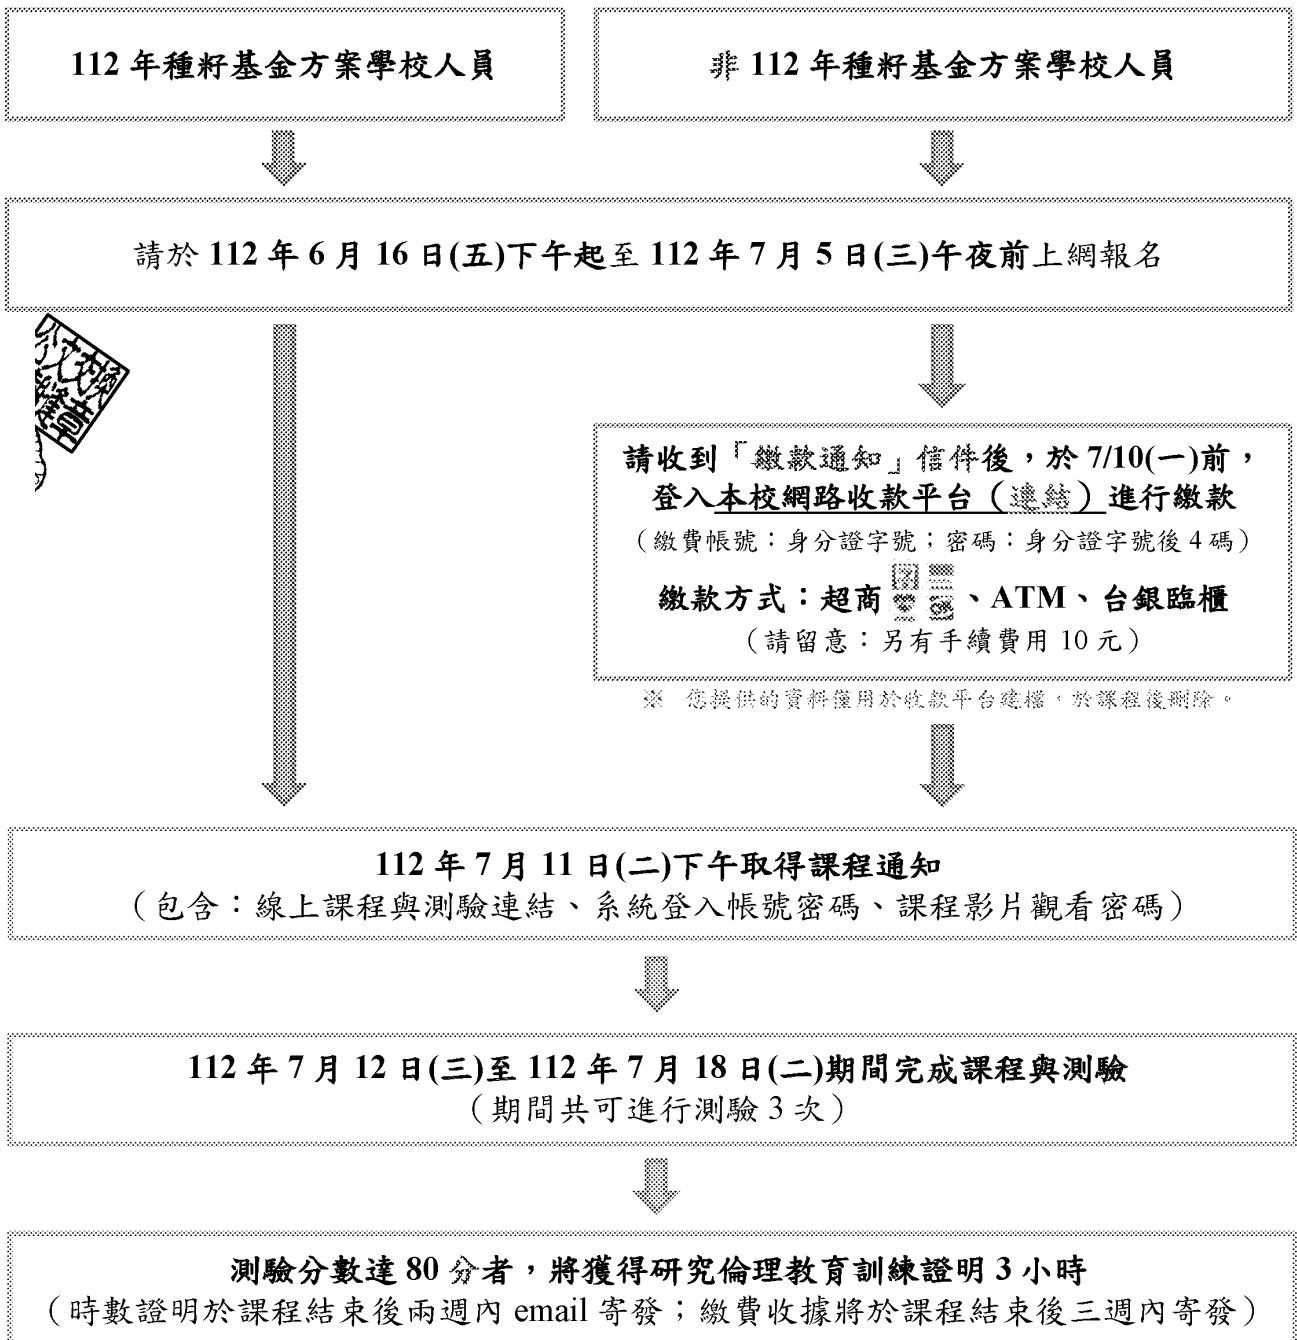 112 年種籽基金方案學校人員
非 112 年種籽基金方案學校人員
請於 112 年 6 月 16 日(五)下午起至 112 年 7 月 5 日(三)午夜前上網報名
交換
章
請收到「繳款通知」信件後，於 7/10(一)前，
登入本校網路收款平台（連結）進行繳款
（繳費帳號：身分證字號；密碼：身分證字號後 4 碼）
繳款方式：超商、ATM、台銀臨櫃
（請留意：另有手續費用 10 元）
※ 您提供的資料僅用於收款平台建檔，於課程後刪除。
112 年 7 月 11 日(二)下午取得課程通知
（包含：線上課程與測驗連結、系統登入帳號密碼、課程影片觀看密碼）
112 年 7 月 12 日(三)至 112 年 7 月 18 日(二)期間完成課程與測驗
（期間共可進行測驗 3 次）
測驗分數達 80 分者，將獲得研究倫理教育訓練證明 3 小時
（時數證明於課程結束後兩週內 email 寄發；繳費收據將於課程結束後三週內寄發）